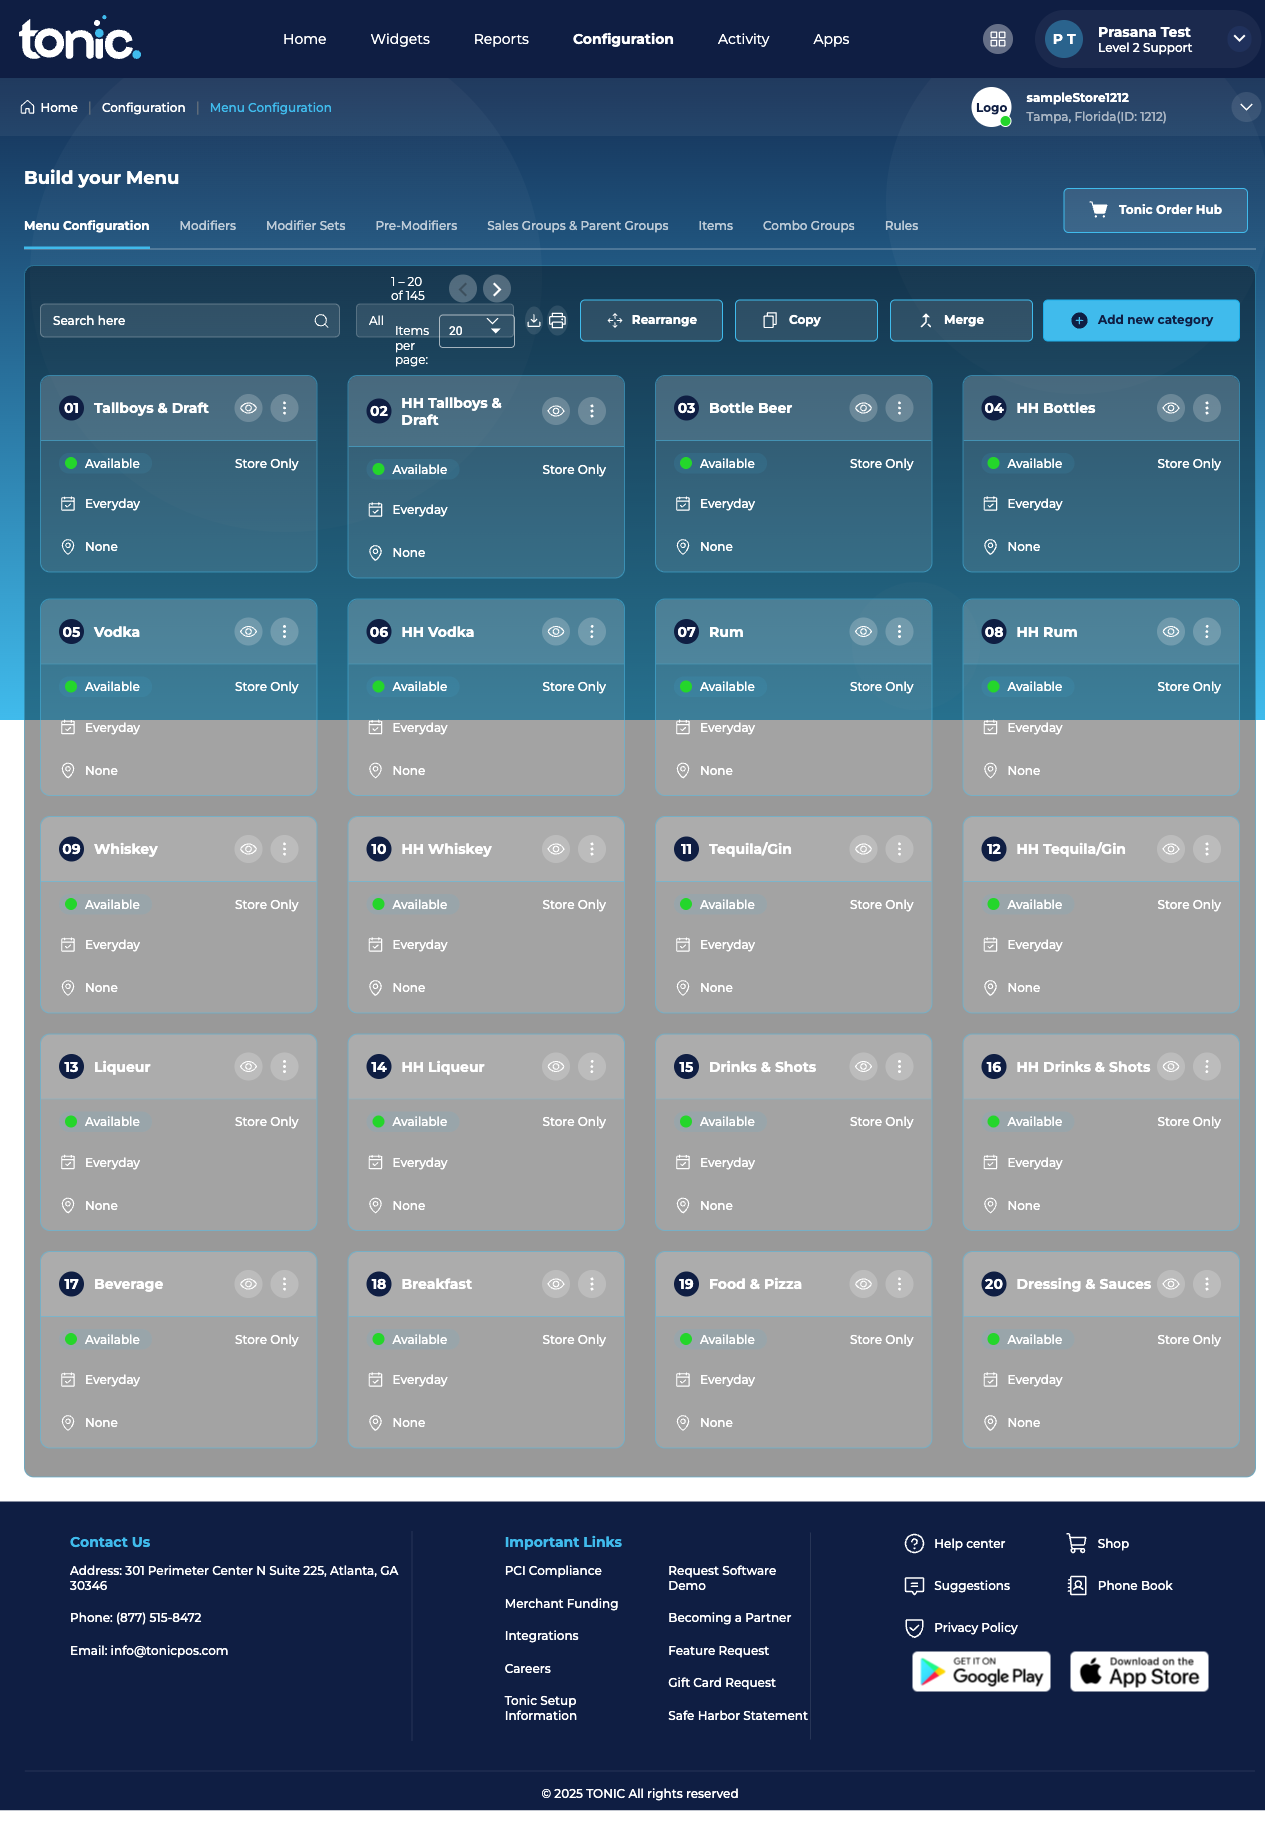 tonic.
Home Widgets Reports Configuration Activity Apps
P T
Prasana Test
Level 2 Support
Home | Configuration | Menu Configuration
Logo
sampleStore1212
Tampa, Florida(ID: 1212)
Build your Menu
Menu Configuration Modifiers Modifier Sets Pre-Modifiers Sales Groups & Parent Groups Items Combo Groups Rules
Tonic Order Hub
Search here
All
1 – 20
of 145
Items
per
page:
20
Rearrange
Copy
Merge
Add new category
01 Tallboys & Draft
Available Store Only
Everyday
None
02 HH Tallboys &
Draft
Available Store Only
Everyday
None
03 Bottle Beer
Available Store Only
Everyday
None
04 HH Bottles
Available Store Only
Everyday
None
05 Vodka
Available Store Only
Everyday
None
06 HH Vodka
Available Store Only
Everyday
None
07 Rum
Available Store Only
Everyday
None
08 HH Rum
Available Store Only
Everyday
None
09 Whiskey
Available Store Only
Everyday
None
10 HH Whiskey
Available Store Only
Everyday
None
11 Tequila/Gin
Available Store Only
Everyday
None
12 HH Tequila/Gin
Available Store Only
Everyday
None
13 Liqueur
Available Store Only
Everyday
None
14 HH Liqueur
Available Store Only
Everyday
None
15 Drinks & Shots
Available Store Only
Everyday
None
16 HH Drinks & Shots
Available Store Only
Everyday
None
17 Beverage
Available Store Only
Everyday
None
18 Breakfast
Available Store Only
Everyday
None
19 Food & Pizza
Available Store Only
Everyday
None
20 Dressing & Sauces
Available Store Only
Everyday
None
Contact Us
Address: 301 Perimeter Center N Suite 225, Atlanta, GA
30346
Phone: (877) 515-8472
Email: info@tonicpos.com
Important Links
PCI Compliance
Merchant Funding
Integrations
Careers
Tonic Setup
Information
Request Software
Demo
Becoming a Partner
Feature Request
Gift Card Request
Safe Harbor Statement
Help center
Shop
Suggestions
Phone Book
Privacy Policy
GET IT ON
Google Play
Download on the
App Store
© 2025 TONIC All rights reserved